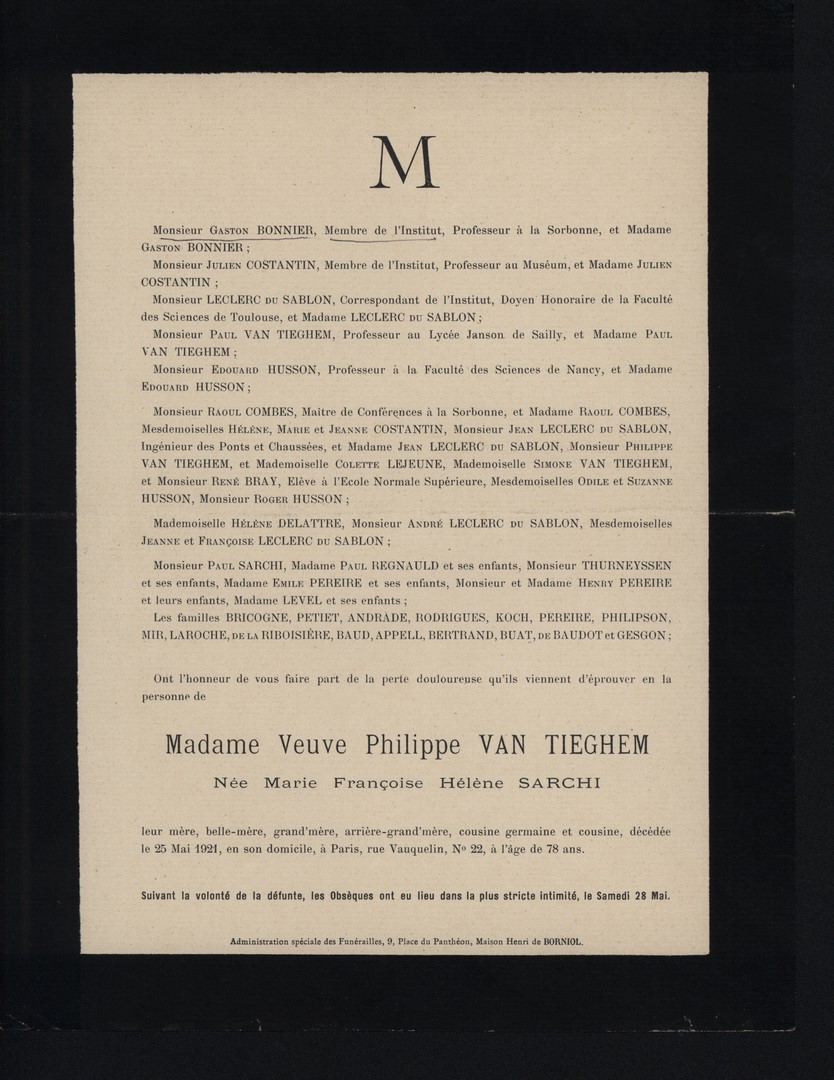 M
Monsieur GASTON BONNIER, Membre de l'Institut, Professeur à la Sorbonne, et Madame
GASTON BONNIER ;
Monsieur JULIEN COSTANTIN, Membre de l'Institut, Professeur au Muséum, et Madame JULIEN
COSTANTIN ;
Monsieur LECLERC DU SABLON, Correspondant de l'Institut, Doyen Honoraire de la Faculté
des Sciences de Toulouse, et Madame LECLERC DU SABLON ;
Monsieur PAUL VAN TIEGHEM, Professeur au Lycée Janson de Sailly, et Madame PAUL
VAN TIEGHEM ;
Monsieur EDOUARD HUSSON, Professeur à la Faculté des Sciences de Nancy, et Madame
EDOUARD HUSSON ;
Monsieur RAOUL COMBES, Maitre de Conférences à la Sorbonne, et Madame RAOUL COMBES,
Mesdemoiselles HÉLÈNE, MARIE et JEANNE COSTANTIN, Monsieur JEAN LECLERC DU SABLON,
Ingénieur des Ponts et Chaussées, et Madame JEAN LECLERC DU SABLON, Monsieur PHILIPPE
VAN TIEGHEM, et Mademoiselle COLETTE LEJEUNE, Mademoiselle SIMONE VAN TIEGHEM,
et Monsieur RENÉ BRAY, Elève à l'Ecole Normale Supérieure, Mesdemoiselles ODILE et SUZANNE
HUSSON, Monsieur ROGER HUSSON ;
Mademoiselle HÉLÈNE DELATTRE, Monsieur ANDRÉ LECLERC DU SABLON, Mesdemoiselles
JEANNE et FRANÇOISE LECLERC DU SABLON ;
Monsieur PAUL SARCHI, Madame PAUL REGNAULD et ses enfants, Monsieur THURNEYSSEN
et ses enfants, Madame EMILE PEREIRE et ses enfants, Monsieur et Madame HENRY PEREIRE
et leurs enfants, Madame LEVEL et ses enfants ;
Les familles BRICOGNE, PETIET, ANDRADE, RODRIGUES, KOCH, PEREIRE, PHILIPSON,
MIR, LAROCHE, DE LA RIBOISIÈRE, BAUD, APPELL, BERTRAND, BUAT, DE BAUDOT et GESGON ;
Ont l'honneur de vous faire part de la perte douloureuse qu'ils viennent d'éprouver en la
personne de
Madame Veuve Philippe VAN TIEGHEM
Née Marie Françoise Hélène SARCHI
leur mère, belle-mère, grand'mère, arrière-grand'mère, cousine germaine et cousine, décédée
le 25 Mai 1921, en son domicile, à Paris, rue Vauquelin, Nº 22, à l'âge de 78 ans.
Suivant la volonté de la défunte, les Obsèques ont eu lieu dans la plus stricte intimité, le Samedi 28 Mai.
Administration spéciale des Funérailles, 9, Place du Panthéon, Maison Henri de BORNIOL.